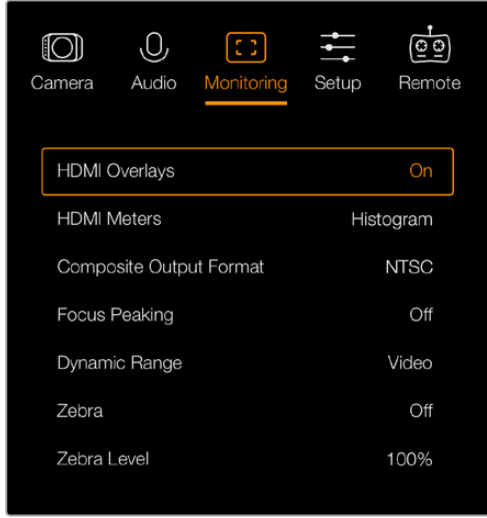 Camera Audio Monitoring Setup Remote
HDMI Overlays On
HDMI Meters Histogram
Composite Output Format NTSC
Focus Peaking Off
Dynamic Range Video
Zebra Off
Zebra Level 100%